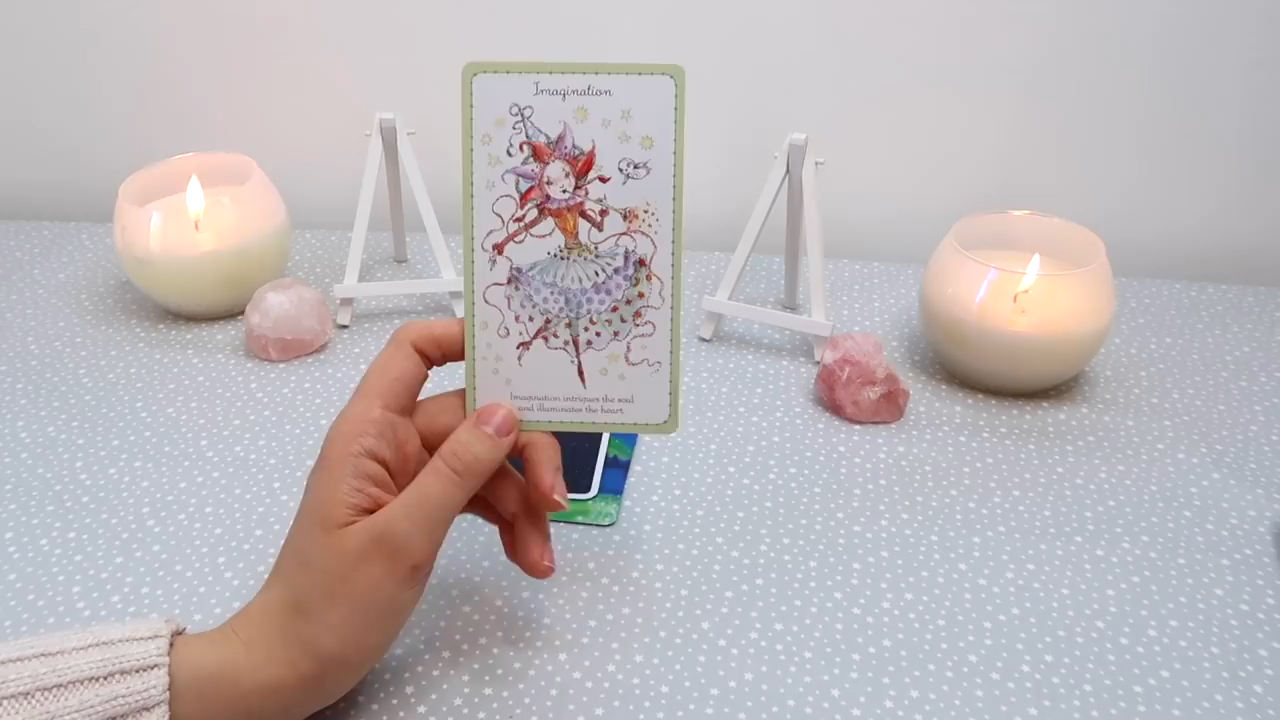 Imagination
Imagination intrigues the soul
and illuminates the heart